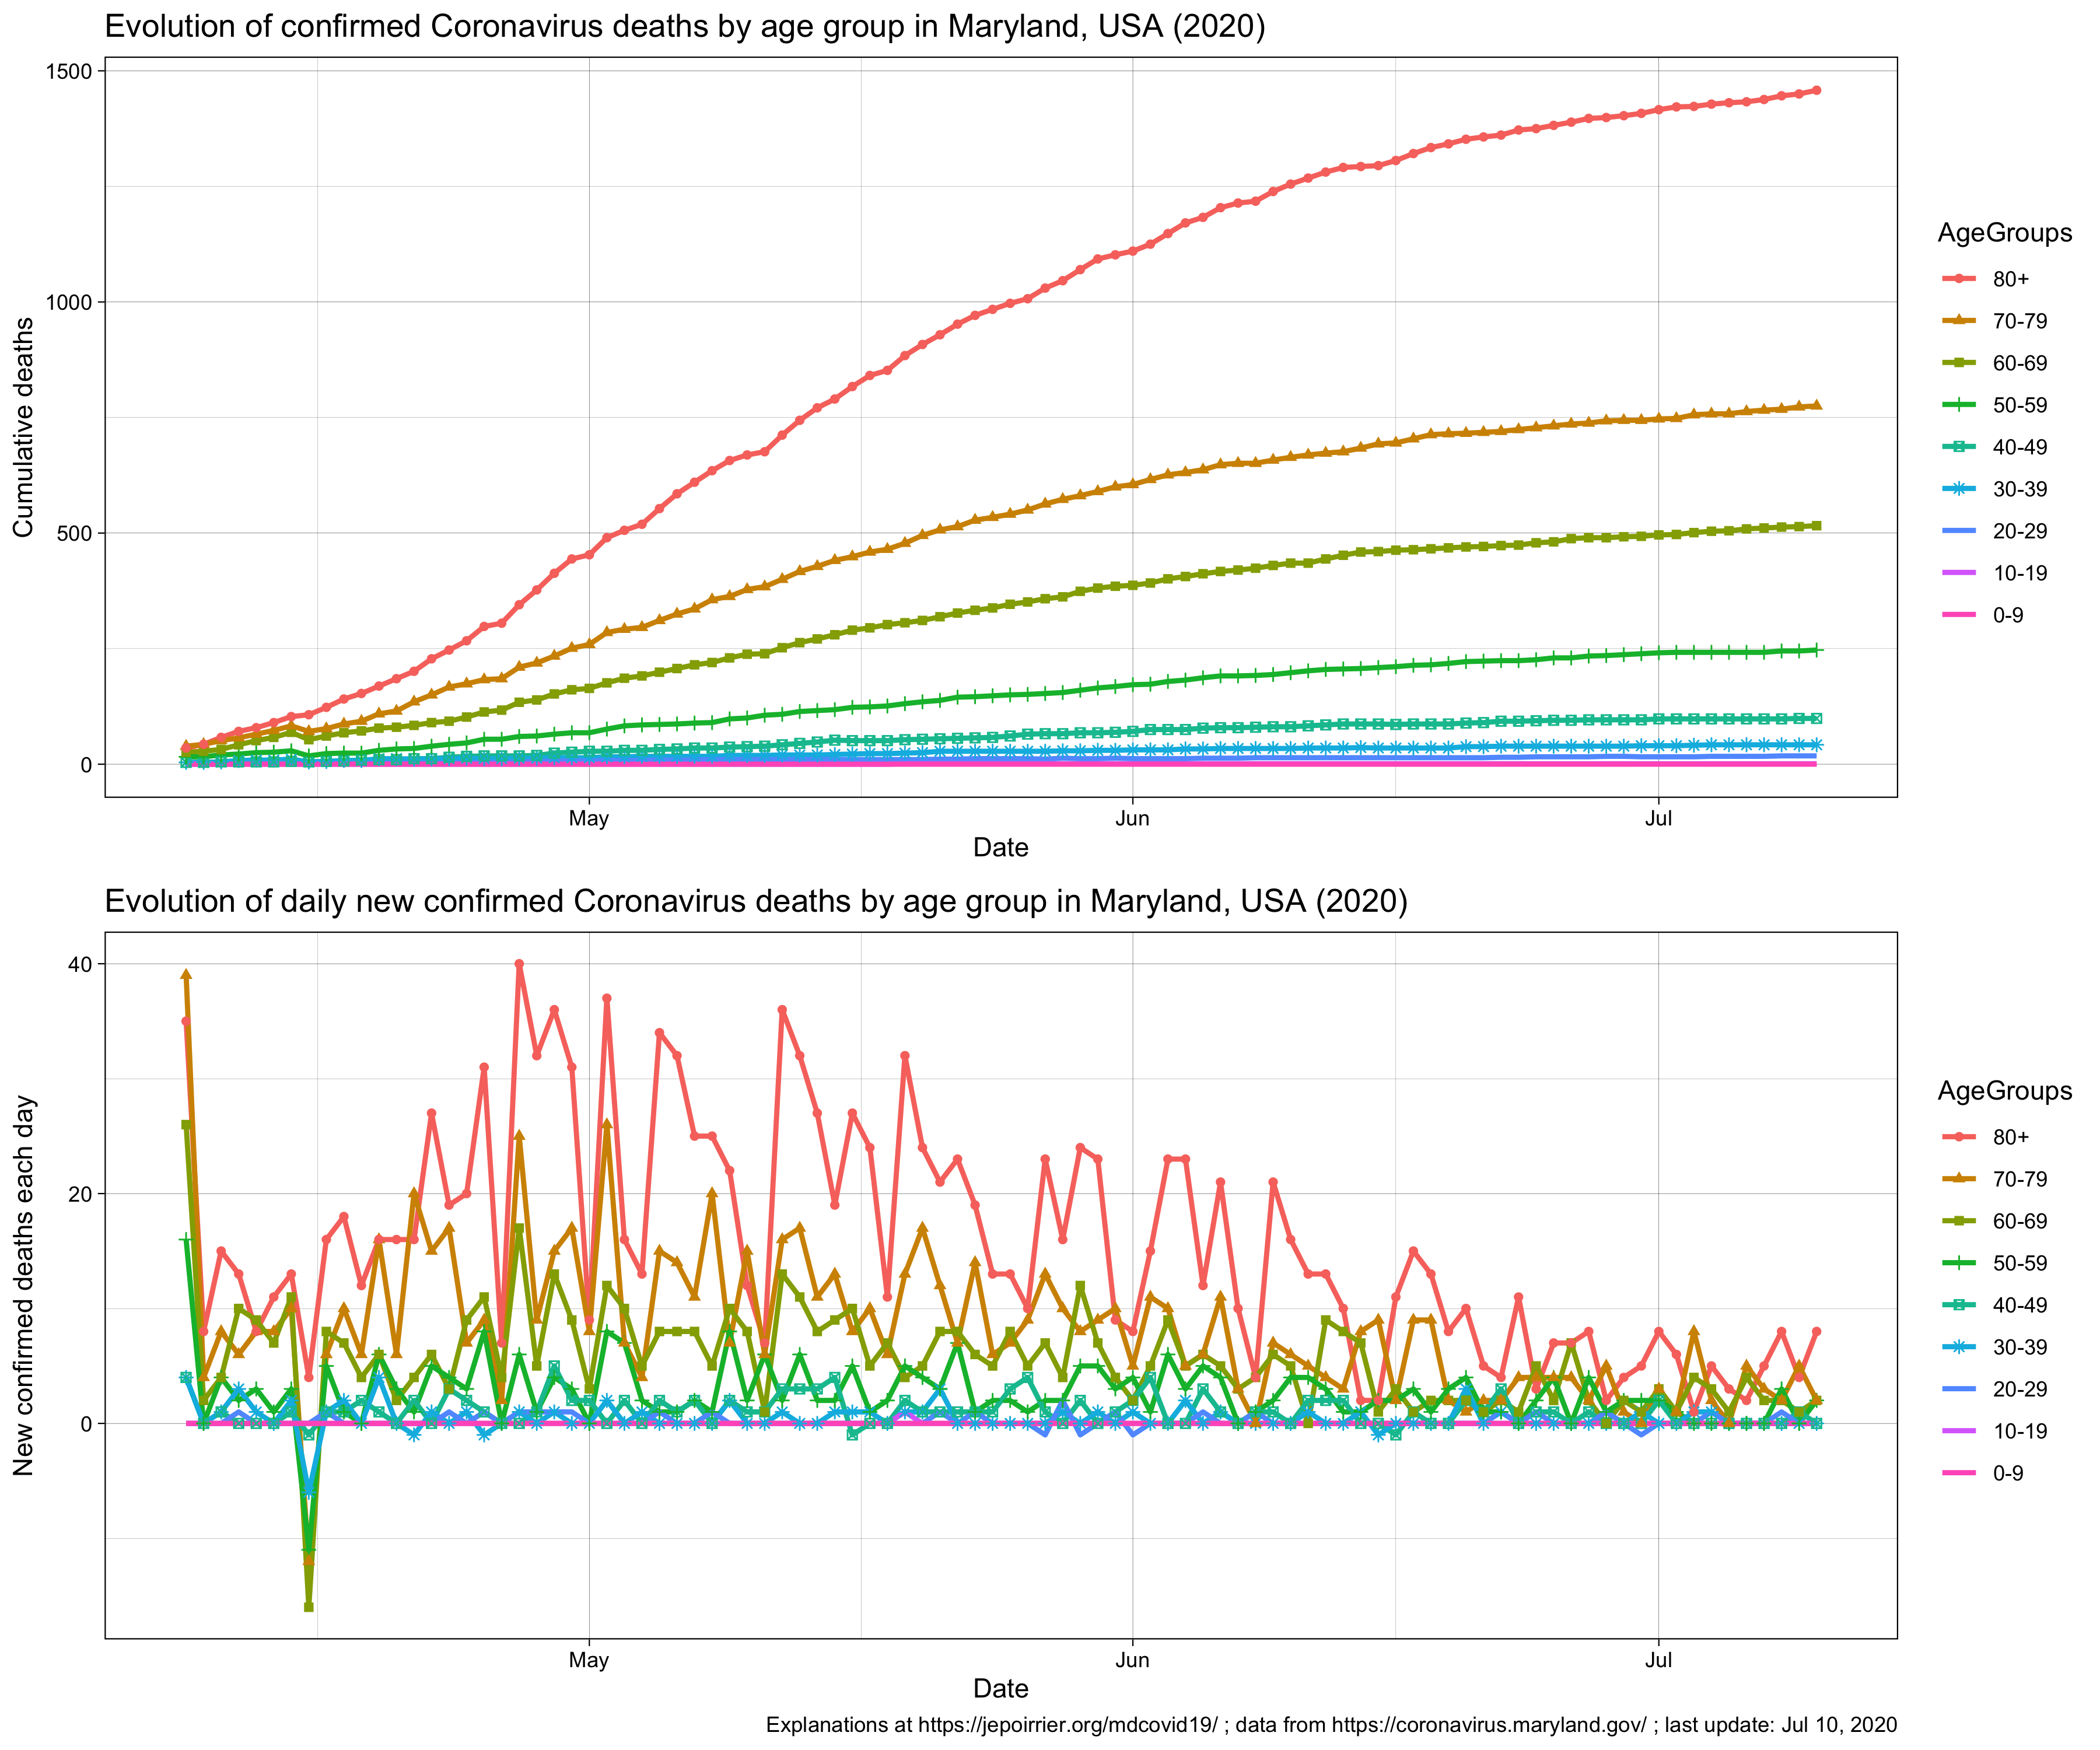 Evolution of confirmed Coronavirus deaths by age group in Maryland, USA (2020)
1500
1000
500
0
Cumulative deaths
May
Jun
Jul
Date
AgeGroups
80+
70-79
60-69
50-59
40-49
30-39
20-29
10-19
0-9
Evolution of daily new confirmed Coronavirus deaths by age group in Maryland, USA (2020)
40
20
0
New confirmed deaths each day
May
Jun
Jul
Date
AgeGroups
80+
70-79
60-69
50-59
40-49
30-39
20-29
10-19
0-9
Explanations at https://jepoirrier.org/mdcovid19/ ; data from https://coronavirus.maryland.gov/ ; last update: Jul 10, 2020